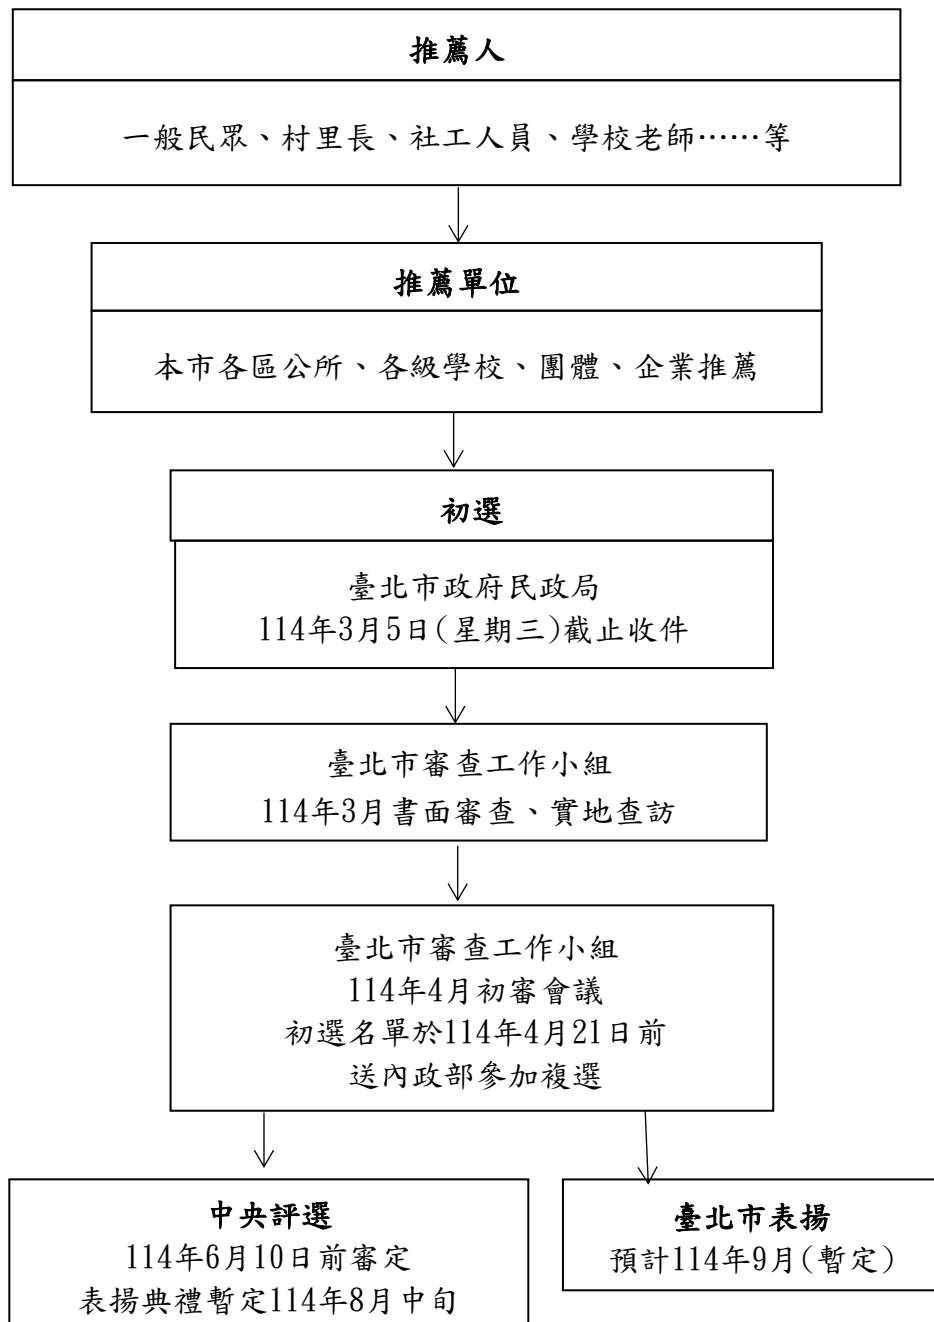 推薦人
一般民眾、村里長、社工人員、學校老師……等
推薦單位
本市各區公所、各級學校、團體、企業推薦
初選
臺北市政府民政局
114年3月5日(星期三)截止收件
臺北市審查工作小組
114年3月書面審查、實地查訪
臺北市審查工作小組
114年4月初審會議
初選名單於114年4月21日前
送內政部參加複選
中央評選
114年6月10日前審定
表揚典禮暫定114年8月中旬
臺北市表揚
預計114年9月(暫定)